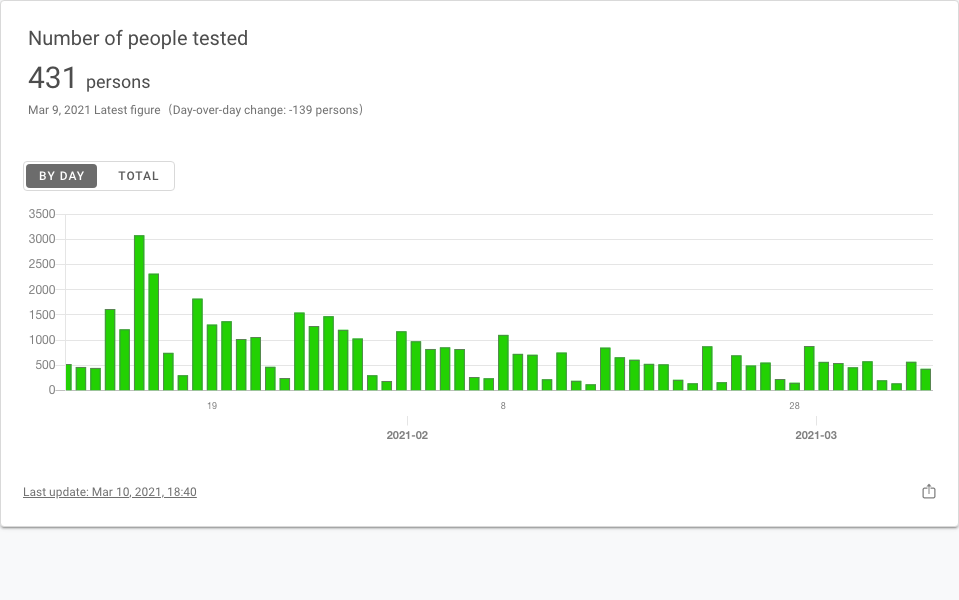 Number of people tested
431 persons
Mar 9, 2021 Latest figure（Day-over-day change: -139 persons）
BY DAY TOTAL
3500
3000
2500
2000
1500
1000
500
0
19 8 28
2021-02 2021-03
Last update: Mar 10, 2021, 18:40